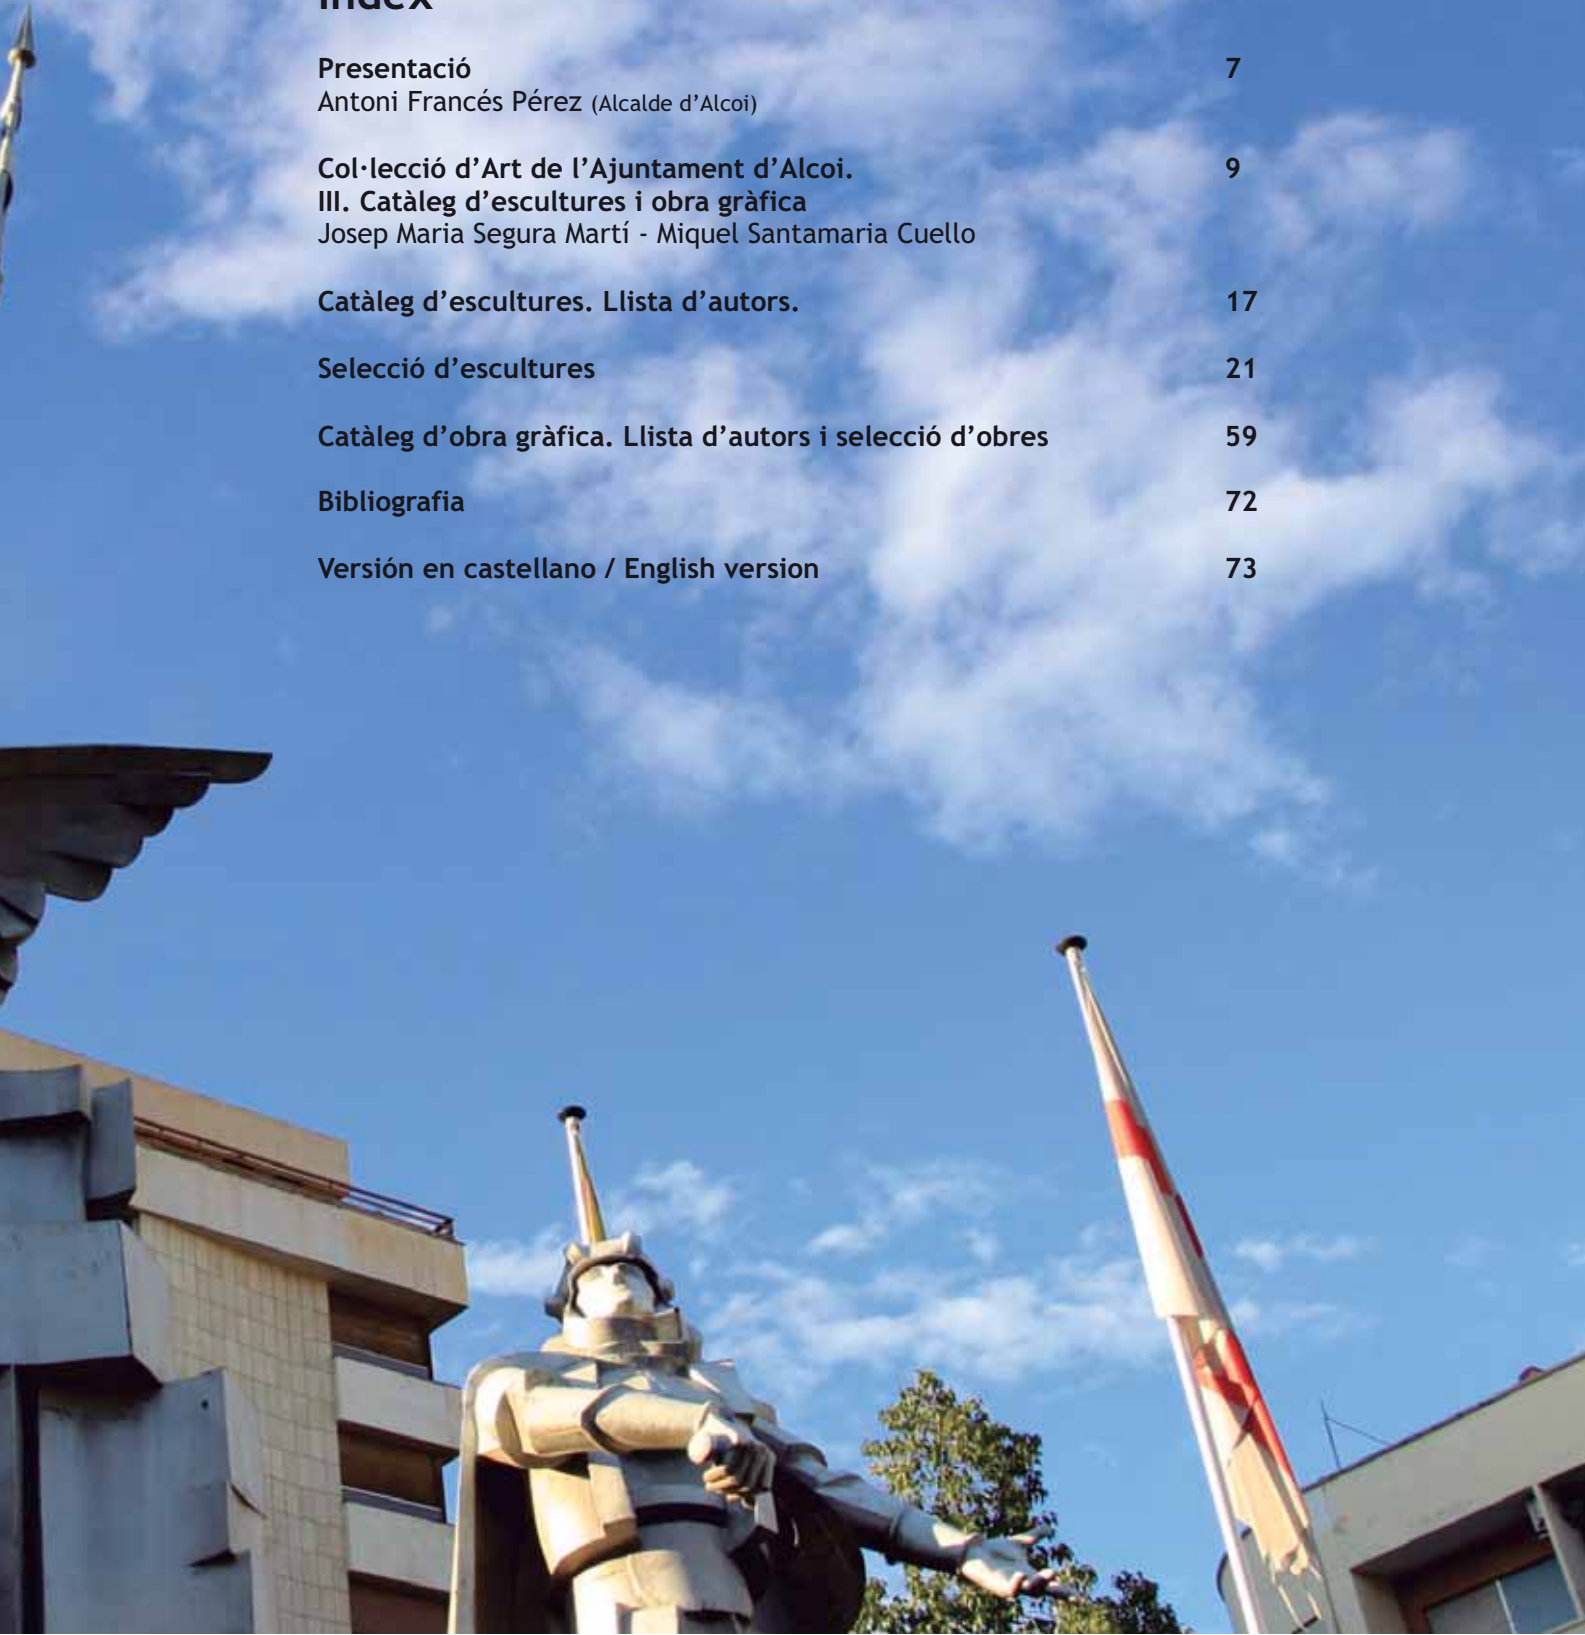 Índex
Presentació 7
Antoni Francés Pérez (Alcalde d’Alcoi)
Col·lecció d’Art de l’Ajuntament d’Alcoi. 9
III. Catàleg d’escultures i obra gràfica
Josep Maria Segura Martí - Miquel Santamaria Cuello
Catàleg d’escultures. Llista d’autors. 17
Selecció d’escultures 21
Catàleg d’obra gràfica. Llista d’autors i selecció d’obres 59
Bibliografia 72
Versión en castellano / English version 73